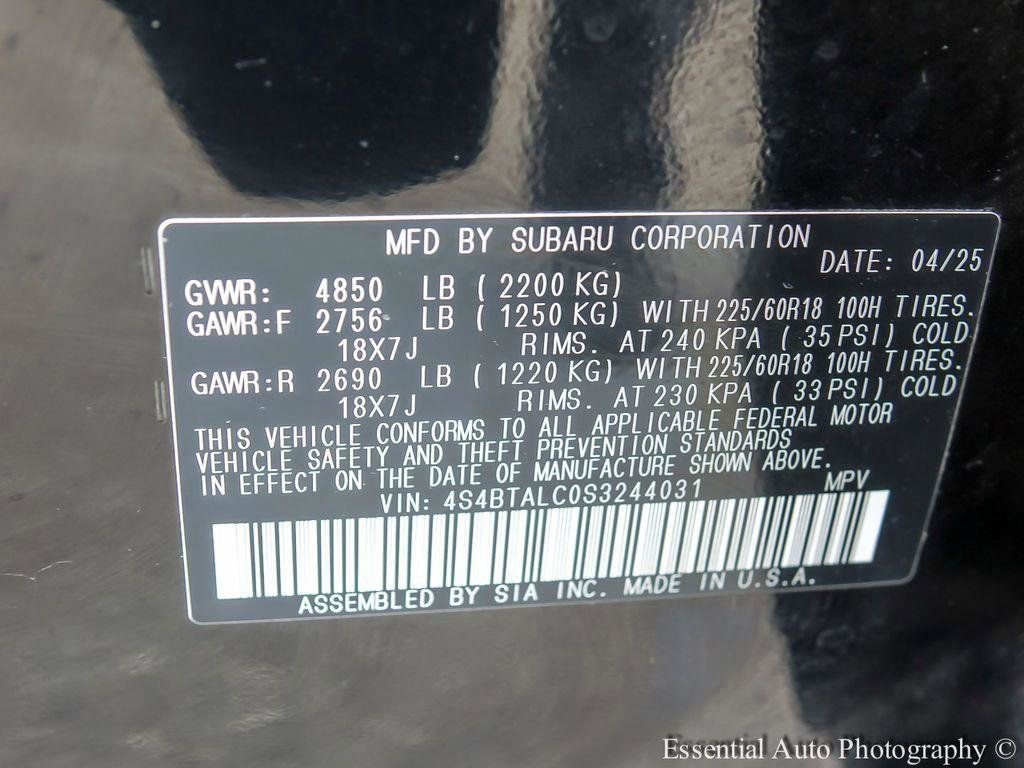 MFD BY SUBARU CORPORATION
DATE: 04/25
GVWR: 4850 LB ( 2200 KG)
GAWR:F 2756 LB ( 1250 KG) WITH 225/60R18 100H TIRES.
18X7J RIMS. AT 240 KPA ( 35 PSI) COLD
GAWR:R 2690 LB ( 1220 KG) WITH 225/60R18 100H TIRES.
18X7J RIMS. AT 230 KPA ( 33 PSI) COLD
THIS VEHICLE CONFORMS TO ALL APPLICABLE FEDERAL MOTOR
VEHICLE SAFETY AND THEFT PREVENTION STANDARDS
IN EFFECT ON THE DATE OF MANUFACTURE SHOWN ABOVE.
VIN: 4S4BTALC0S3244031 MPV
ASSEMBLED BY SIA INC. MADE IN U.S.A.
Essential Auto Photography ©